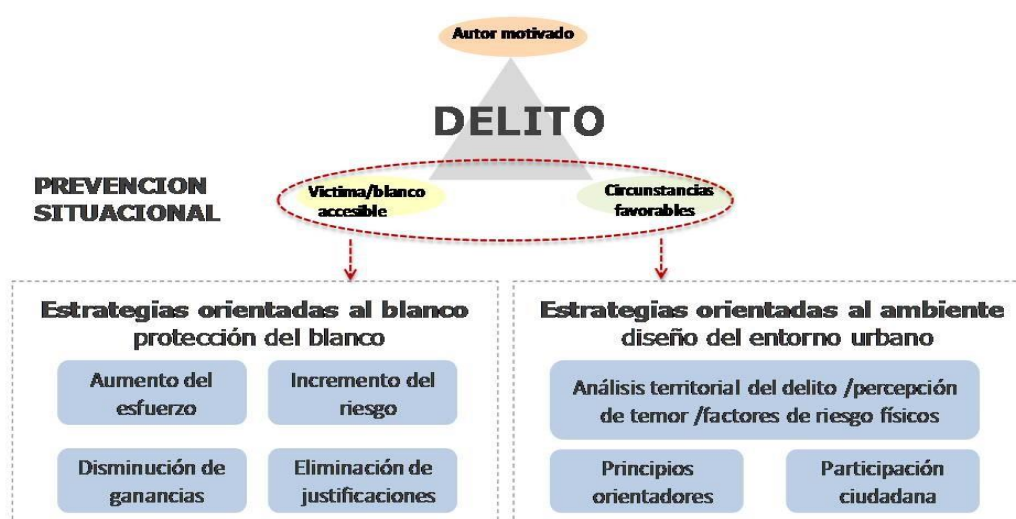 Autor motivado
DELITO
PREVENCION
SITUACIONAL
Victima/blanco
accesible
Circunstancias
favorables
Estrategias orientadas al blanco
protección del blanco
Aumento del
esfuerzo
Incremento del
riesgo
Disminución de
ganancias
Eliminación de
justificaciones
Estrategias orientadas al ambiente
diseño del entorno urbano
Análisis territorial del delito /percepción
de temor /factores de riesgo físicos
Principios
orientadores
Participación
ciudadana